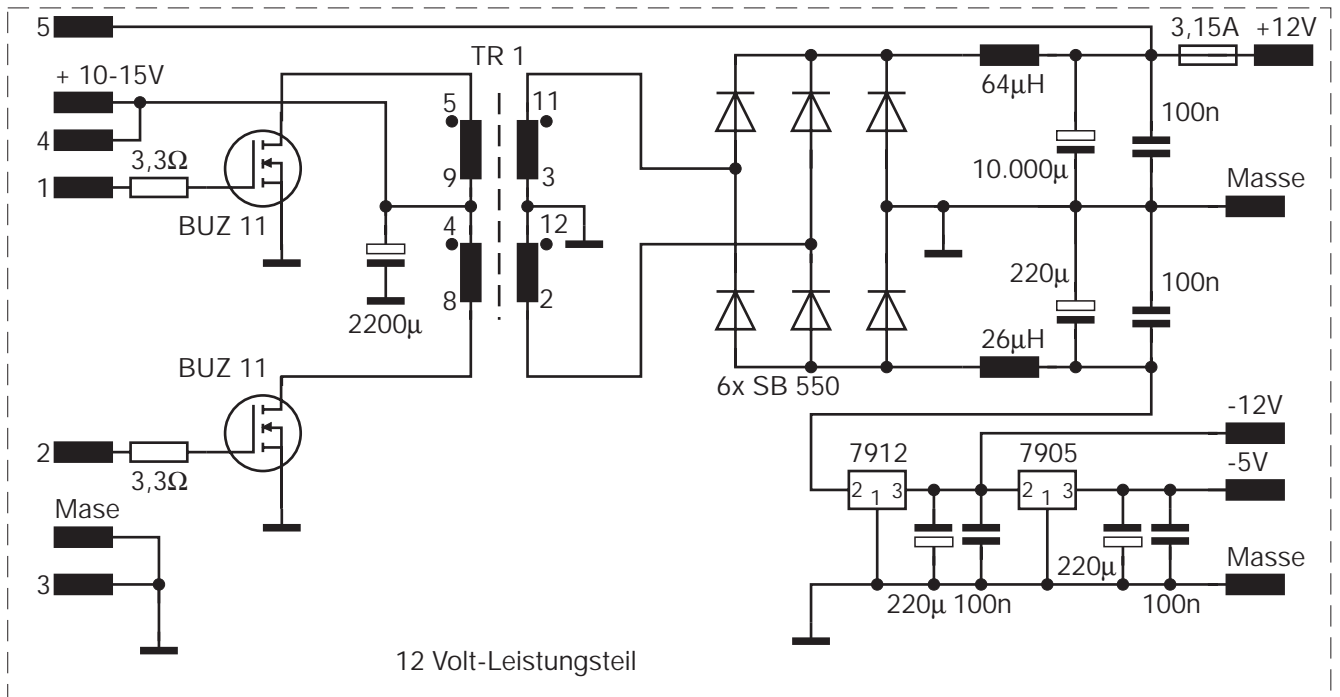 5
TR 1
3,15A +12V
+ 10-15V
5
11
64µH
100n
4
3,3Ω
1
9
3
10.000µ
Masse
BUZ 11
4
12
220µ
100n
8
2
2200µ
26µH
BUZ 11
6x SB 550
-12V
7912
7905
-5V
2
2 1 3
2 1 3
3,3Ω
Mase
220µ
Masse
3
220µ 100n
100n
12 Volt-Leistungsteil